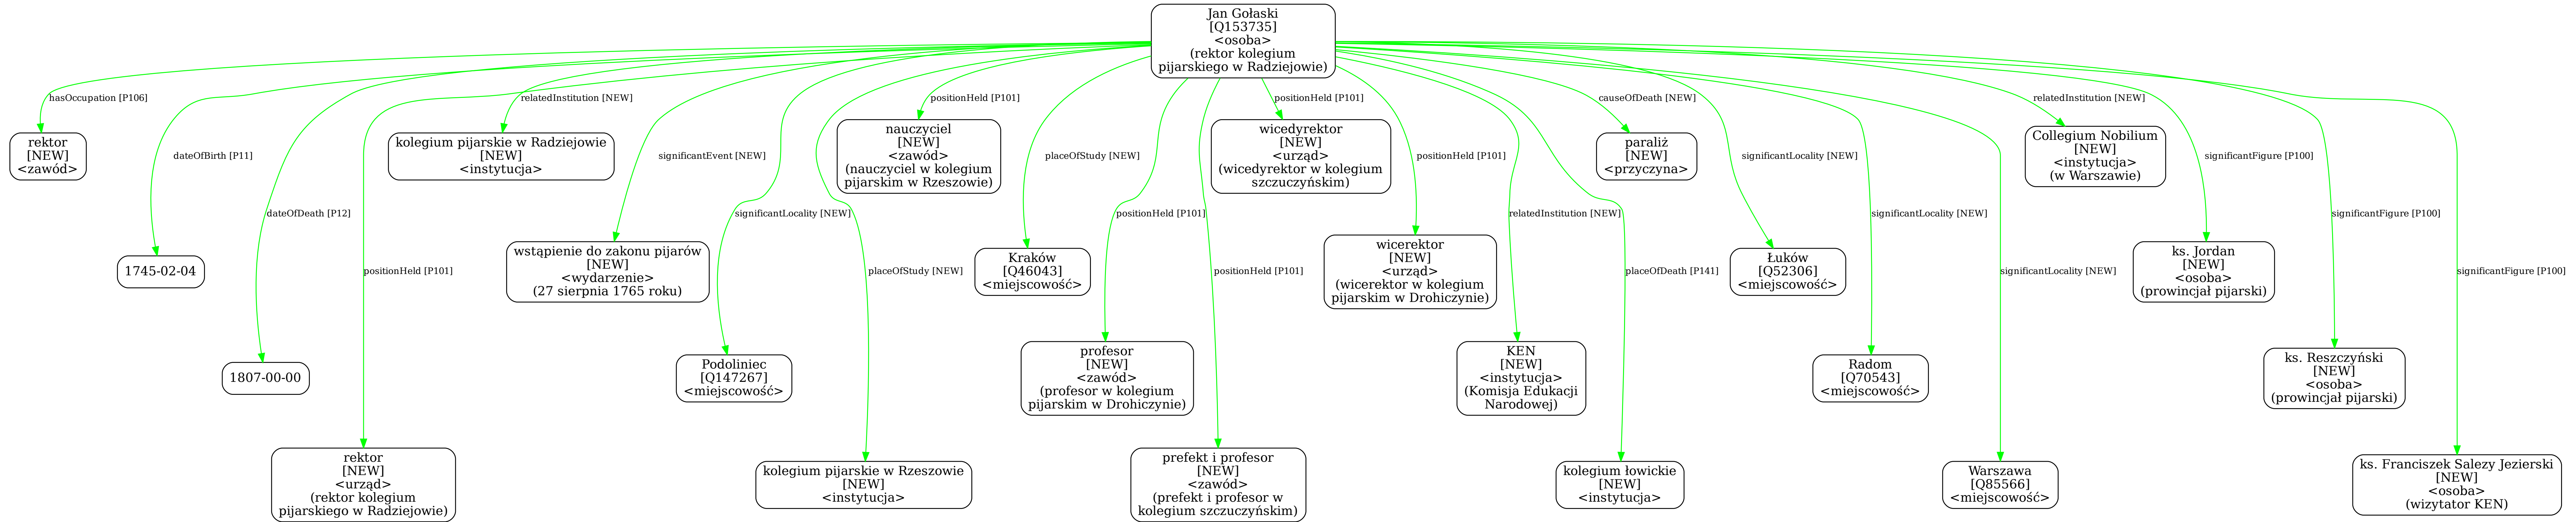 Jan Gołaski
[Q153735]
<osoba>
(rektor kolegium
pijarskiego w Radziejowie)
hasOccupation [P106]
relatedInstitution [NEW]
positionHeld [P101]
positionHeld [P101]
causeOfDeath [NEW]
relatedInstitution [NEW]
rektor
[NEW]
<zawód>
kolegium pijarskie w Radziejowie
[NEW]
<instytucja>
nauczyciel
[NEW]
<zawód>
(nauczyciel w kolegium
pijarskim w Rzeszowie)
wicedyrektor
[NEW]
<urząd>
(wicedyrektor w kolegium
szczuczyńskim)
paraliż
[NEW]
<przyczyna>
Collegium Nobilium
[NEW]
<instytucja>
(w Warszawie)
dateOfBirth [P11]
significantEvent [NEW]
placeOfStudy [NEW]
positionHeld [P101]
significantLocality [NEW]
significantFigure [P100]
1745-02-04
wstąpienie do zakonu pijarów
[NEW]
<wydarzenie>
(27 sierpnia 1765 roku)
Kraków
[Q46043]
<miejscowość>
wicerektor
[NEW]
<urząd>
(wicerektor w kolegium
pijarskim w Drohiczynie)
Łuków
[Q52306]
<miejscowość>
ks. Jordan
[NEW]
<osoba>
(prowincjał pijarski)
dateOfDeath [P12]
significantLocality [NEW]
positionHeld [P101]
relatedInstitution [NEW]
significantLocality [NEW]
significantFigure [P100]
1807-00-00
Podoliniec
[Q147267]
<miejscowość>
profesor
[NEW]
<zawód>
(profesor w kolegium
pijarskim w Drohiczynie)
KEN
[NEW]
<instytucja>
(Komisja Edukacji
Narodowej)
Radom
[Q70543]
<miejscowość>
ks. Reszczyński
[NEW]
<osoba>
(prowincjał pijarski)
positionHeld [P101]
placeOfStudy [NEW]
positionHeld [P101]
placeOfDeath [P141]
significantLocality [NEW]
significantFigure [P100]
rektor
[NEW]
<urząd>
(rektor kolegium
pijarskiego w Radziejowie)
kolegium pijarskie w Rzeszowie
[NEW]
<instytucja>
prefekt i profesor
[NEW]
<zawód>
(prefekt i profesor w
kolegium szczuczyńskim)
kolegium łowickie
[NEW]
<instytucja>
Warszawa
[Q85566]
<miejscowość>
ks. Franciszek Salezy Jezierski
[NEW]
<osoba>
(wizytator KEN)